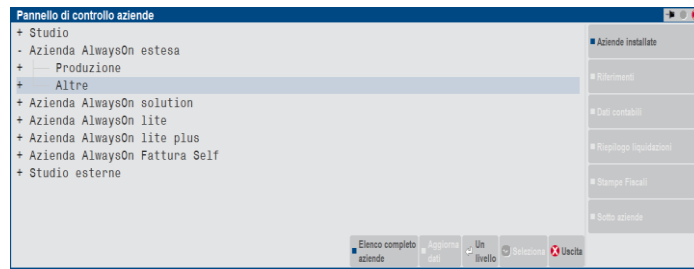 Pannello di controllo aziende
+ Studio
- Azienda AlwaysOn estesa
+ Produzione
+ Altre
+ Azienda AlwaysOn solution
+ Azienda AlwaysOn lite
+ Azienda AlwaysOn lite plus
+ Azienda AlwaysOn Fattura Self
+ Studio esterne
Aziende installate
Riferimenti
Dati contabili
Riepilogo liquidazioni
Stampe Fiscali
Sotto aziende
Elenco completo
aziende
Aggiorna
dati
Un
livello
Seleziona
Uscita